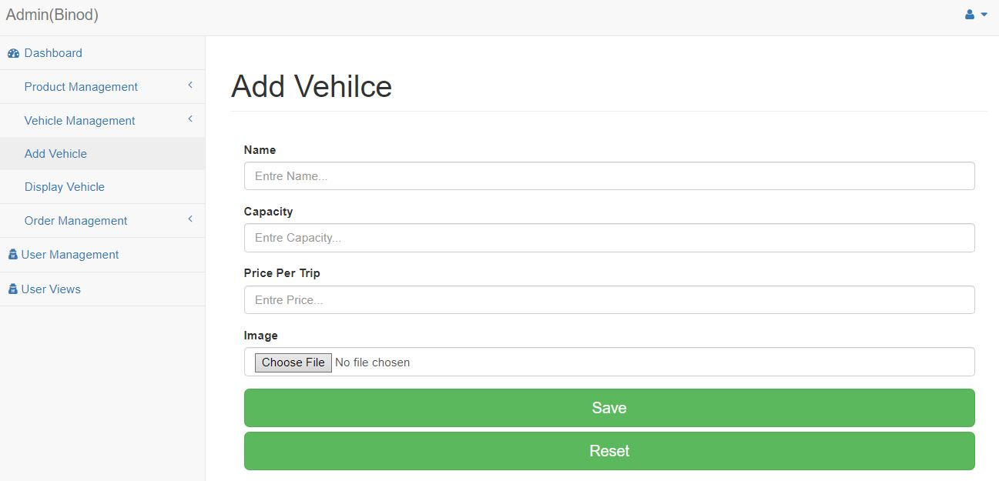 Admin(Binod)
Dashboard
Product Management
Vehicle Management
Add Vehicle
Display Vehicle
Order Management
User Management
User Views
Add Vehilce
Name
Entre Name...
Capacity
Entre Capacity...
Price Per Trip
Entre Price...
Image
Choose File No file chosen
Save
Reset